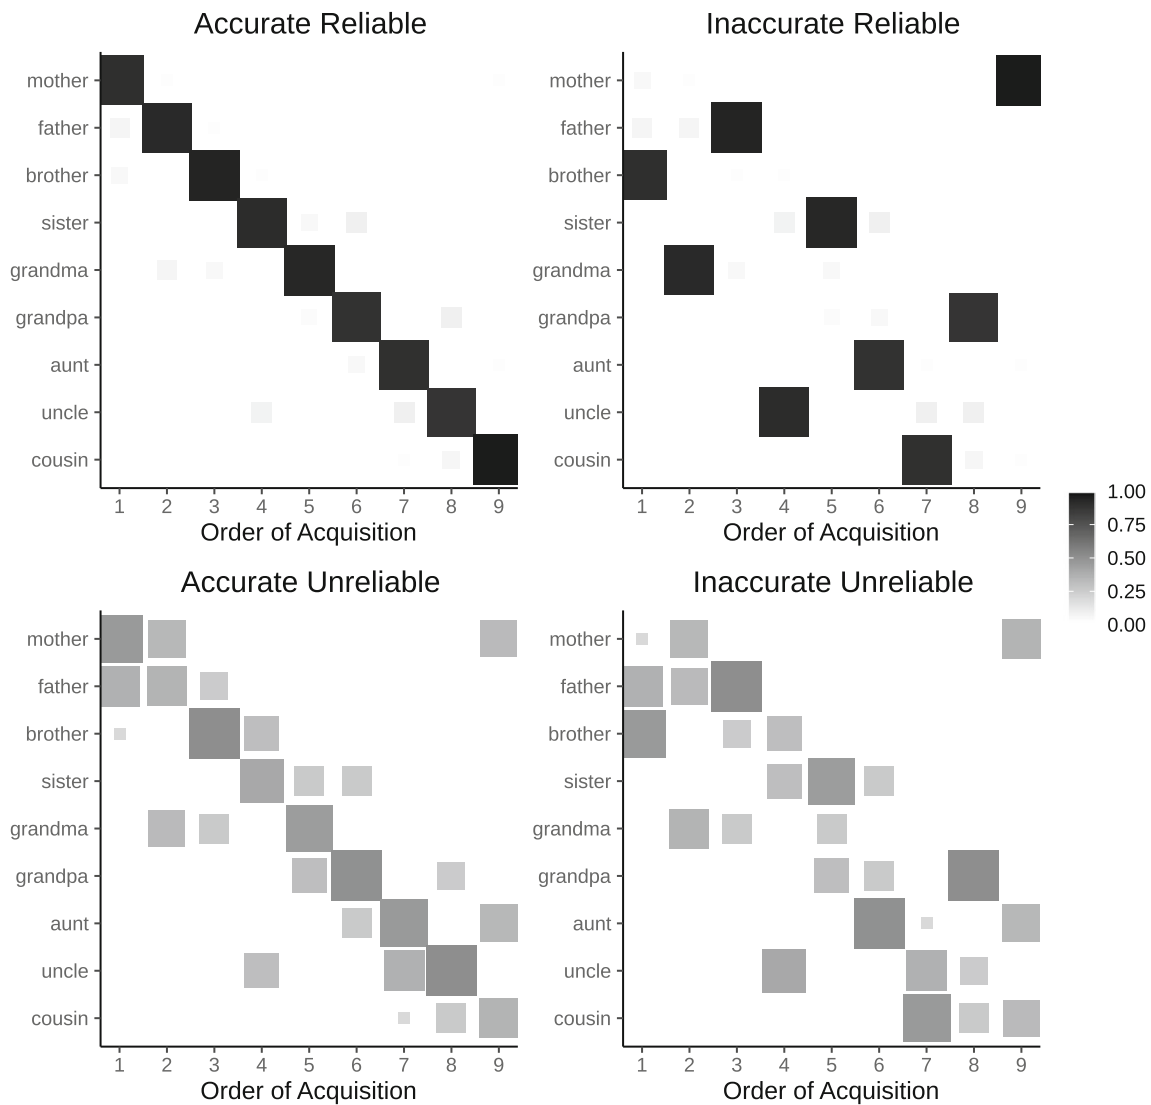 Accurate Reliable
Inaccurate Reliable
mother
father
brother
sister
grandma
grandpa
aunt
uncle
cousin
1 2 3 4 5 6 7 8 9
Order of Acquisition
mother
father
brother
sister
grandma
grandpa
aunt
uncle
cousin
1 2 3 4 5 6 7 8 9
Order of Acquisition
1.00
0.75
0.50
0.25
0.00
Accurate Unreliable
Inaccurate Unreliable
mother
father
brother
sister
grandma
grandpa
aunt
uncle
cousin
1 2 3 4 5 6 7 8 9
Order of Acquisition
mother
father
brother
sister
grandma
grandpa
aunt
uncle
cousin
1 2 3 4 5 6 7 8 9
Order of Acquisition